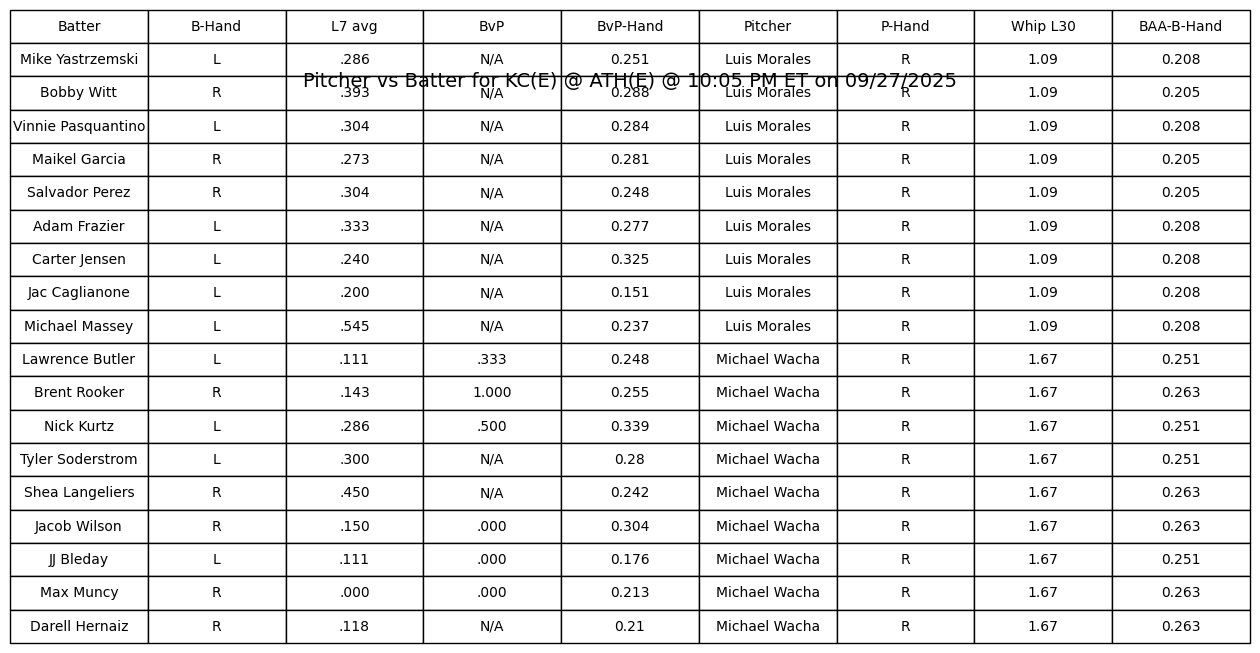 Batter B-Hand L7 avg BvP BvP-Hand Pitcher P-Hand Whip L30 BAA-B-Hand
Mike Yastrzemski L .286 N/A 0.251 Luis Morales R 1.09 0.208
Pitcher vs Batter for KC(E) @ ATH(E) @ 10:05 PM ET on 09/27/2025
Bobby Witt R .393 N/A 0.288 Luis Morales R 1.09 0.205
Vinnie Pasquantino L .304 N/A 0.284 Luis Morales R 1.09 0.208
Maikel Garcia R .273 N/A 0.281 Luis Morales R 1.09 0.205
Salvador Perez R .304 N/A 0.248 Luis Morales R 1.09 0.205
Adam Frazier L .333 N/A 0.277 Luis Morales R 1.09 0.208
Carter Jensen L .240 N/A 0.325 Luis Morales R 1.09 0.208
Jac Caglianone L .200 N/A 0.151 Luis Morales R 1.09 0.208
Michael Massey L .545 N/A 0.237 Luis Morales R 1.09 0.208
Lawrence Butler L .111 .333 0.248 Michael Wacha R 1.67 0.251
Brent Rooker R .143 1.000 0.255 Michael Wacha R 1.67 0.263
Nick Kurtz L .286 .500 0.339 Michael Wacha R 1.67 0.251
Tyler Soderstrom L .300 N/A 0.28 Michael Wacha R 1.67 0.251
Shea Langeliers R .450 N/A 0.242 Michael Wacha R 1.67 0.263
Jacob Wilson R .150 .000 0.304 Michael Wacha R 1.67 0.263
JJ Bleday L .111 .000 0.176 Michael Wacha R 1.67 0.251
Max Muncy R .000 .000 0.213 Michael Wacha R 1.67 0.263
Darell Hernaiz R .118 N/A 0.21 Michael Wacha R 1.67 0.263